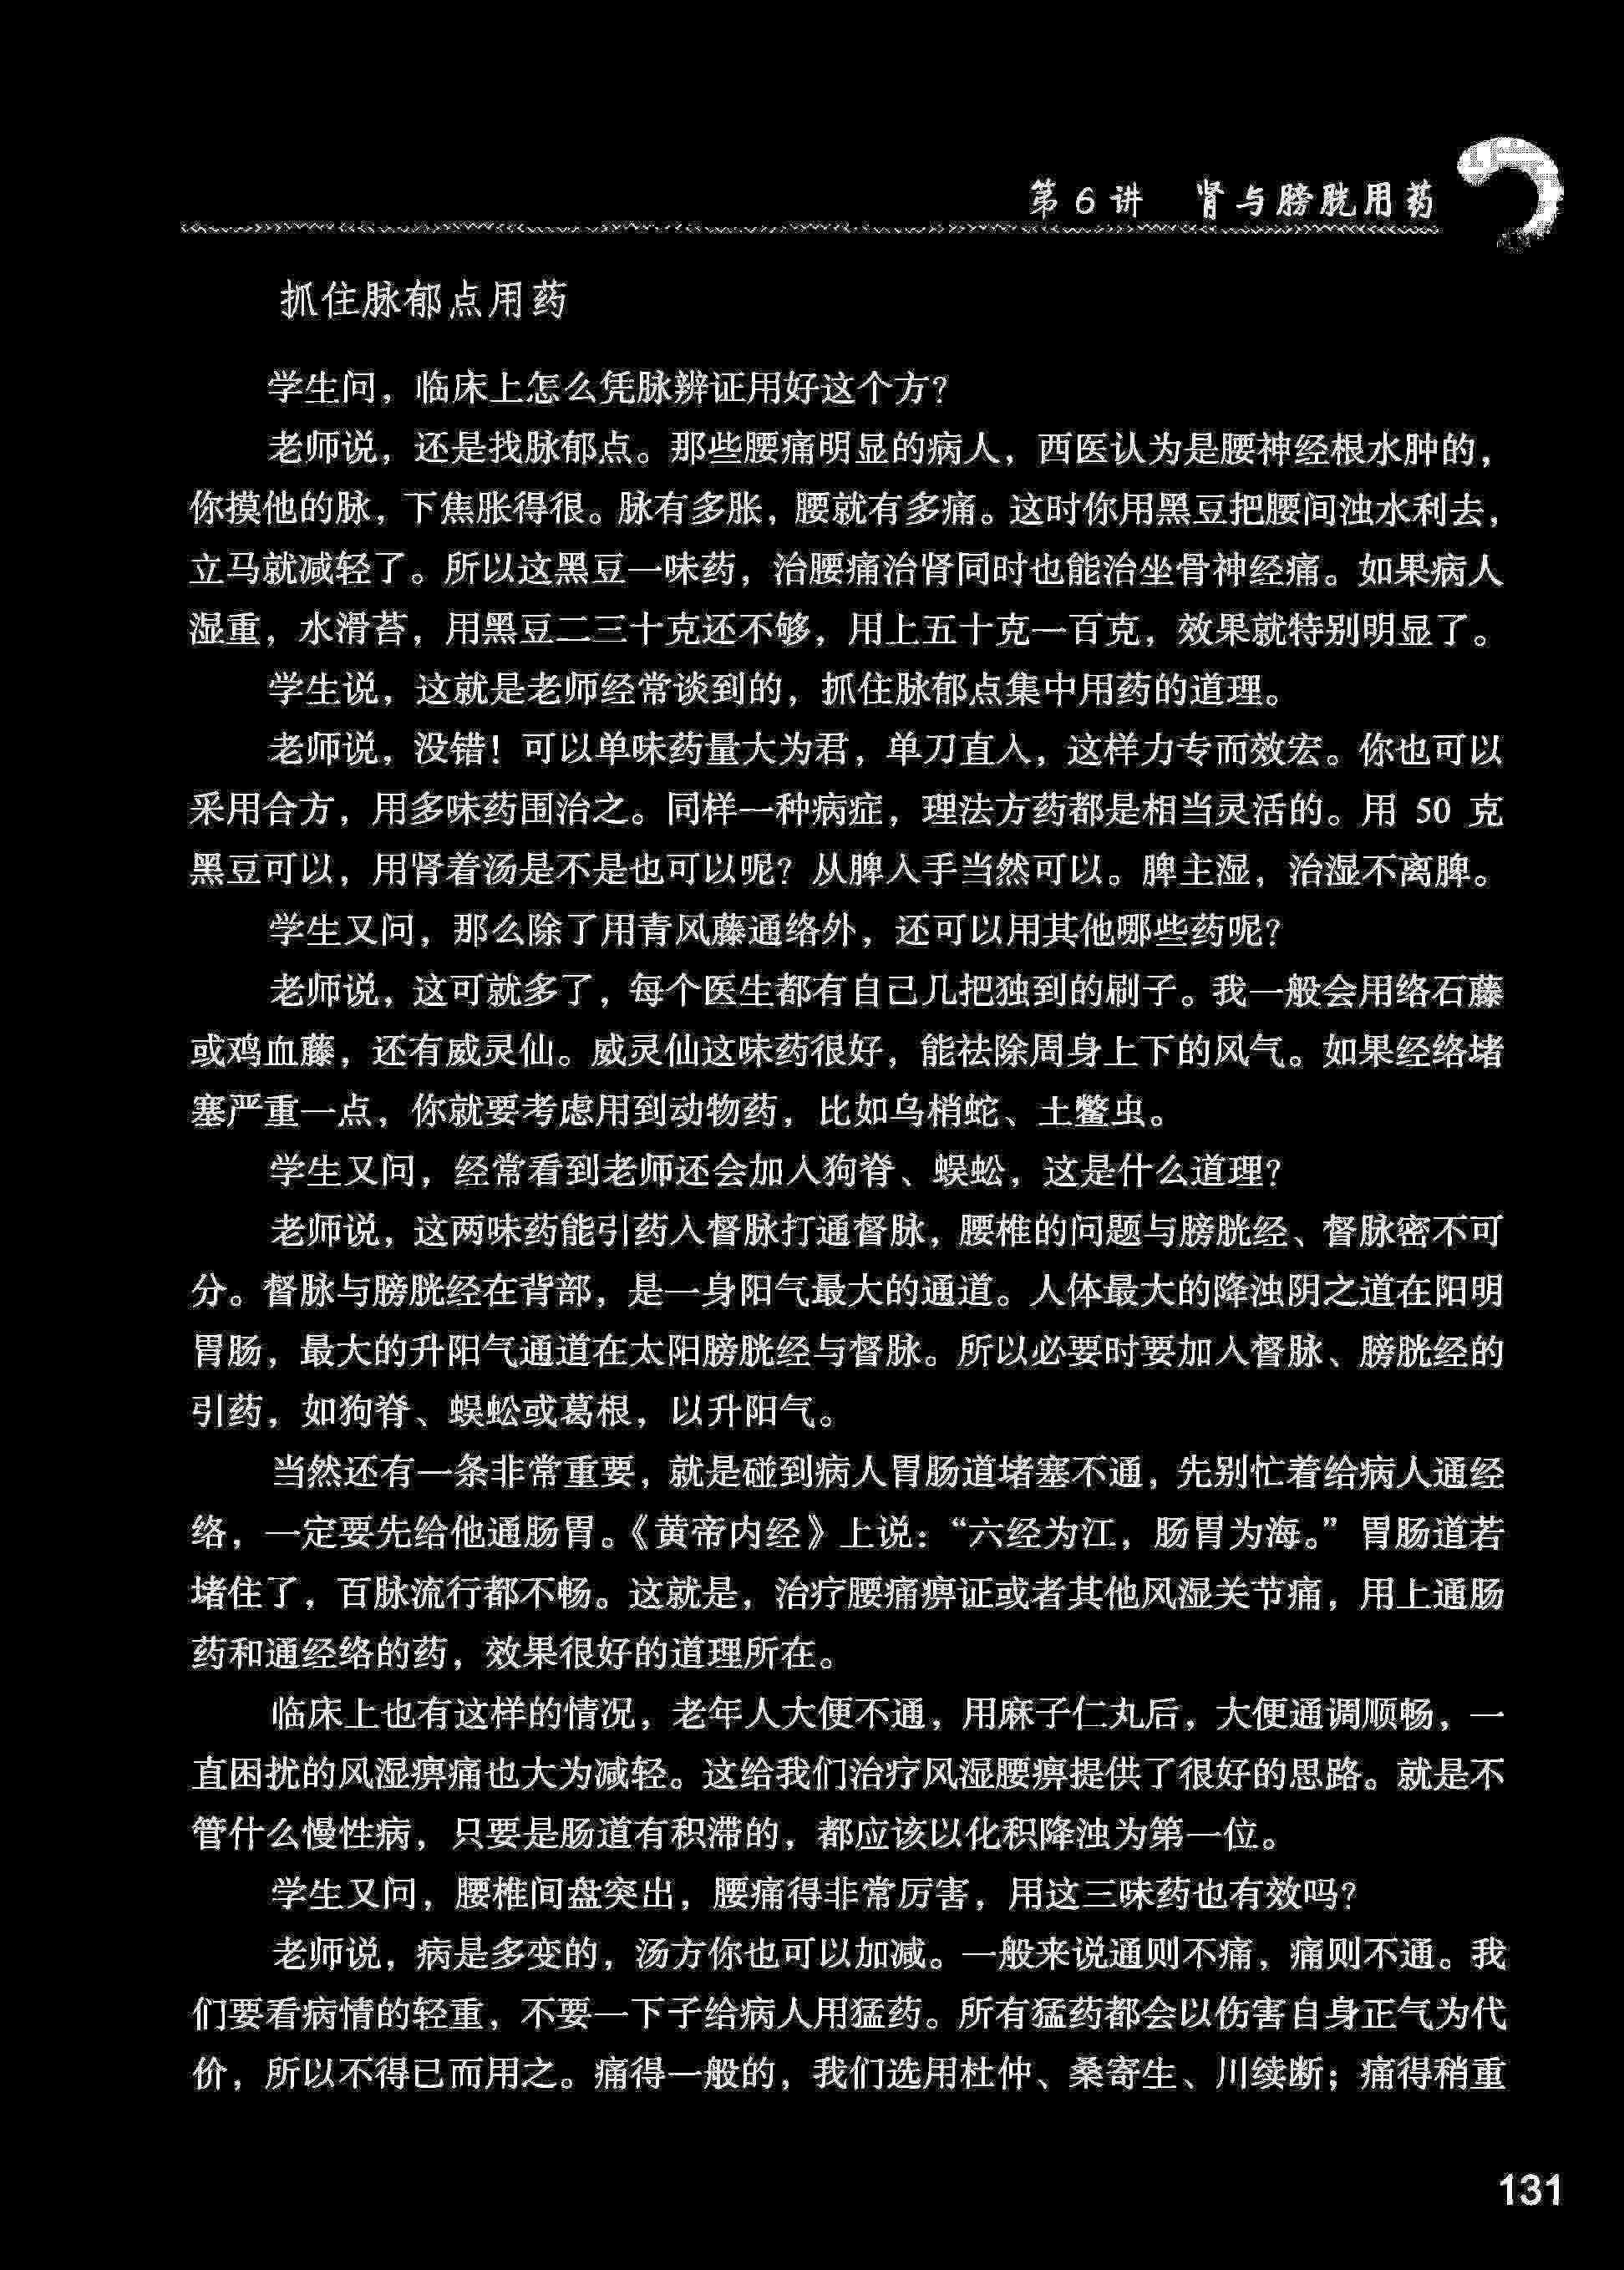 第6讲 肾与膀胱用药
抓住脉郁点用药
学生问，临床上怎么凭脉辨证用好这个方？
老师说，还是找脉郁点。那些腰痛明显的病人，西医认为是腰神经根水肿的，
你摸他的脉，下焦胀得很。脉有多胀，腰就有多痛。这时你用黑豆把腰间浊水利去，
立马就减轻了。所以这黑豆一味药，治腰痛治肾同时也能治坐骨神经痛。如果病人
湿重，水滑苔，用黑豆二三十克还不够，用上五十克一百克，效果就特别明显了。
学生说，这就是老师经常谈到的，抓住脉郁点集中用药的道理。
老师说，没错！可以单味药量大为君，单刀直入，这样力专而效宏。你也可以
采用合方，用多味药围治之。同样一种病症，理法方药都是相当灵活的。用 50 克
黑豆可以，用肾着汤是不是也可以呢？从脾入手当然可以。脾主湿，治湿不离脾。
学生又问，那么除了用青风藤通络外，还可以用其他哪些药呢？
老师说，这可就多了，每个医生都有自己几把独到的刷子。我一般会用络石藤
或鸡血藤，还有威灵仙。威灵仙这味药很好，能祛除周身上下的风气。如果经络堵
塞严重一点，你就要考虑用到动物药，比如乌梢蛇、土鳖虫。
学生又问，经常看到老师还会加入狗脊、蜈蚣，这是什么道理？
老师说，这两味药能引药入督脉打通督脉，腰椎的问题与膀胱经、督脉密不可
分。督脉与膀胱经在背部，是一身阳气最大的通道。人体最大的降浊阴之道在阳明
胃肠，最大的升阳气通道在太阳膀胱经与督脉。所以必要时要加入督脉、膀胱经的
引药，如狗脊、蜈蚣或葛根，以升阳气。
当然还有一条非常重要，就是碰到病人胃肠道堵塞不通，先别忙着给病人通经
络，一定要先给他通肠胃。《黄帝内经》上说：“六经为江，肠胃为海。”胃肠道若
堵住了，百脉流行都不畅。这就是，治疗腰痛痹证或者其他风湿关节痛，用上通肠
药和通经络的药，效果很好的道理所在。
临床上也有这样的情况，老年人大便不通，用麻子仁丸后，大便通调顺畅，一
直困扰的风湿痹痛也大为减轻。这给我们治疗风湿腰痹提供了很好的思路。就是不
管什么慢性病，只要是肠道有积滞的，都应该以化积降浊为第一位。
学生又问，腰椎间盘突出，腰痛得非常厉害，用这三味药也有效吗？
老师说，病是多变的，汤方你也可以加减。一般来说通则不痛，痛则不通。我
们要看病情的轻重，不要一下子给病人用猛药。所有猛药都会以伤害自身正气为代
价，所以不得已而用之。痛得一般的，我们选用杜仲、桑寄生、川续断；痛得稍重
131